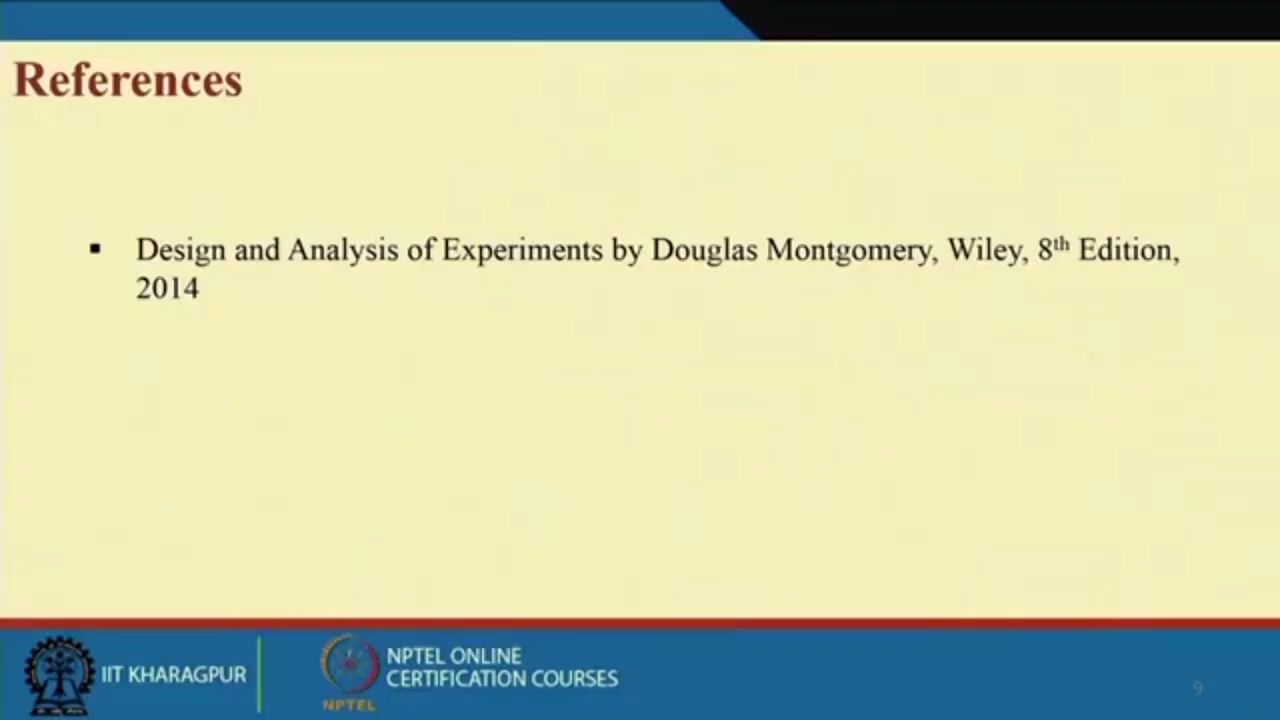 References
▪ Design and Analysis of Experiments by Douglas Montgomery, Wiley, 8th Edition,
2014
IIT KHARAGPUR
NPTEL
NPTEL ONLINE
CERTIFICATION COURSES
9